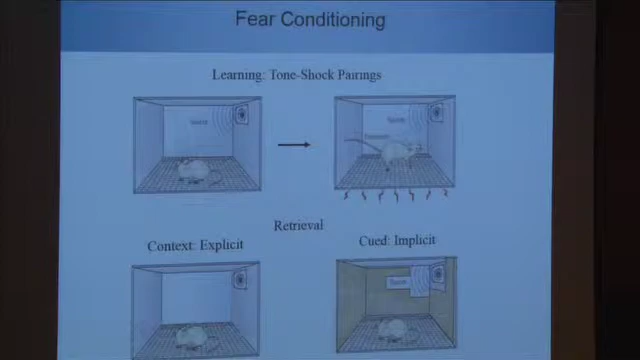 Fear Conditioning
Learning: Tone-Shock Pairings
Retrieval
Context: Explicit
Cued: Implicit